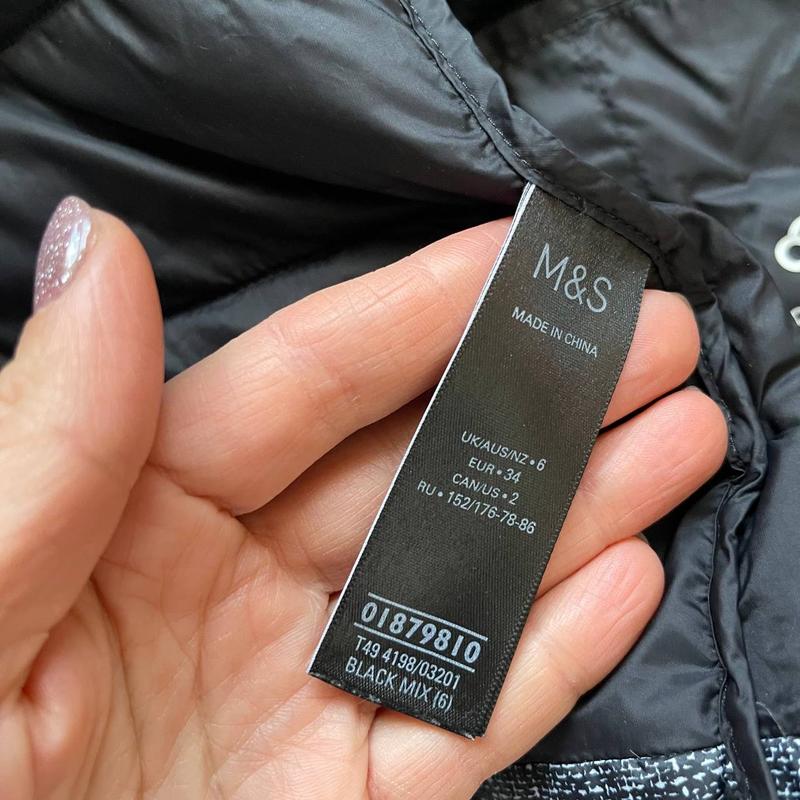 M&S
MADE IN CHINA
UK/AUS/NZ • 6
EUR • 34
CAN/US • 2
RU • 152/176-78-86
01879810
T49 4198/03201
BLACK MIX (6)